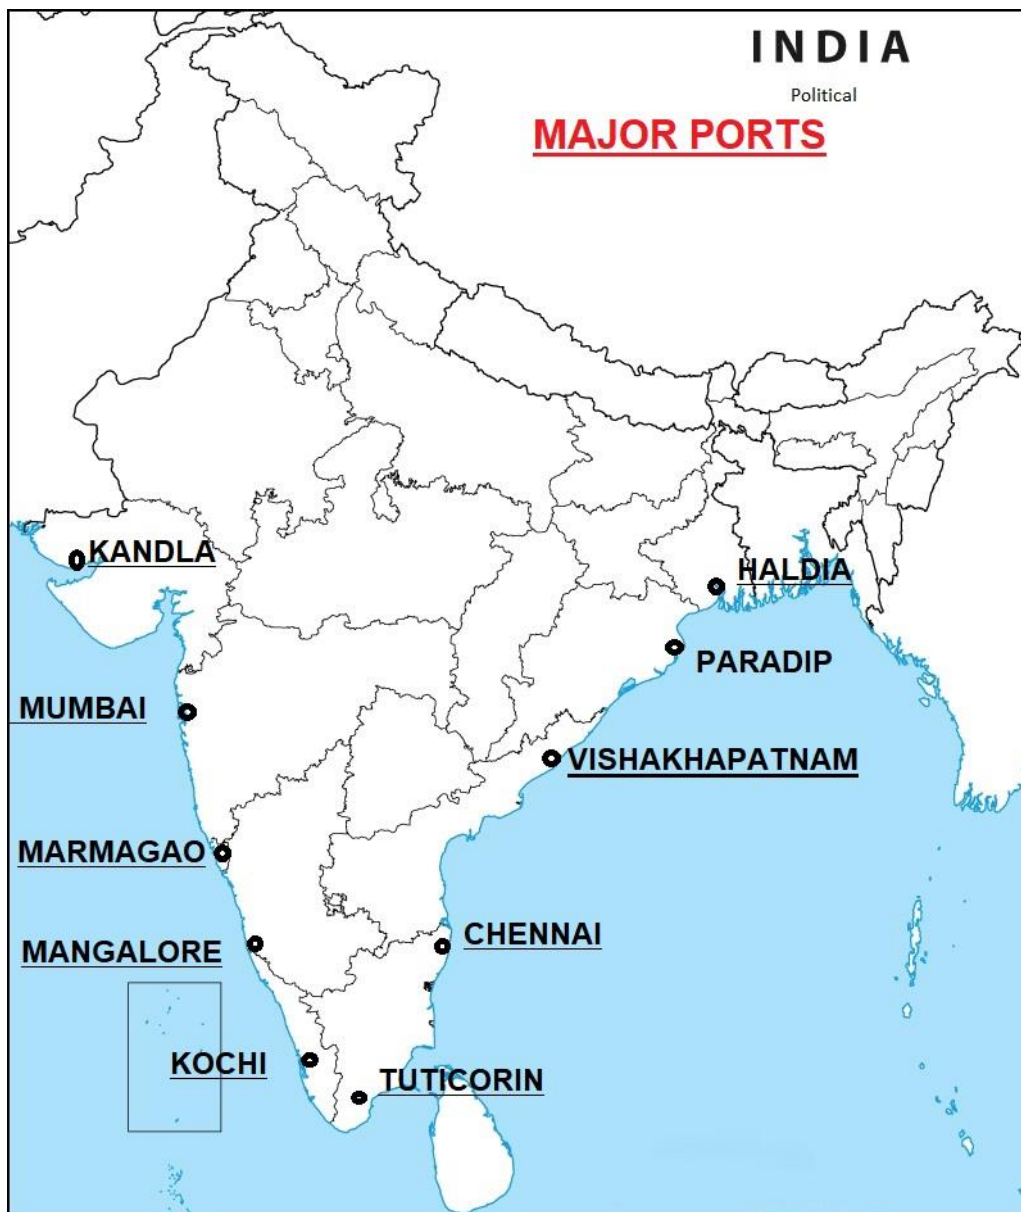 INDIA
Political
MAJOR PORTS
KANDLA
HALDIA
PARADIP
MUMBAI
VISHAKHAPATNAM
MARMAGAO
CHENNAI
MANGALORE
KOCHI
TUTICORIN